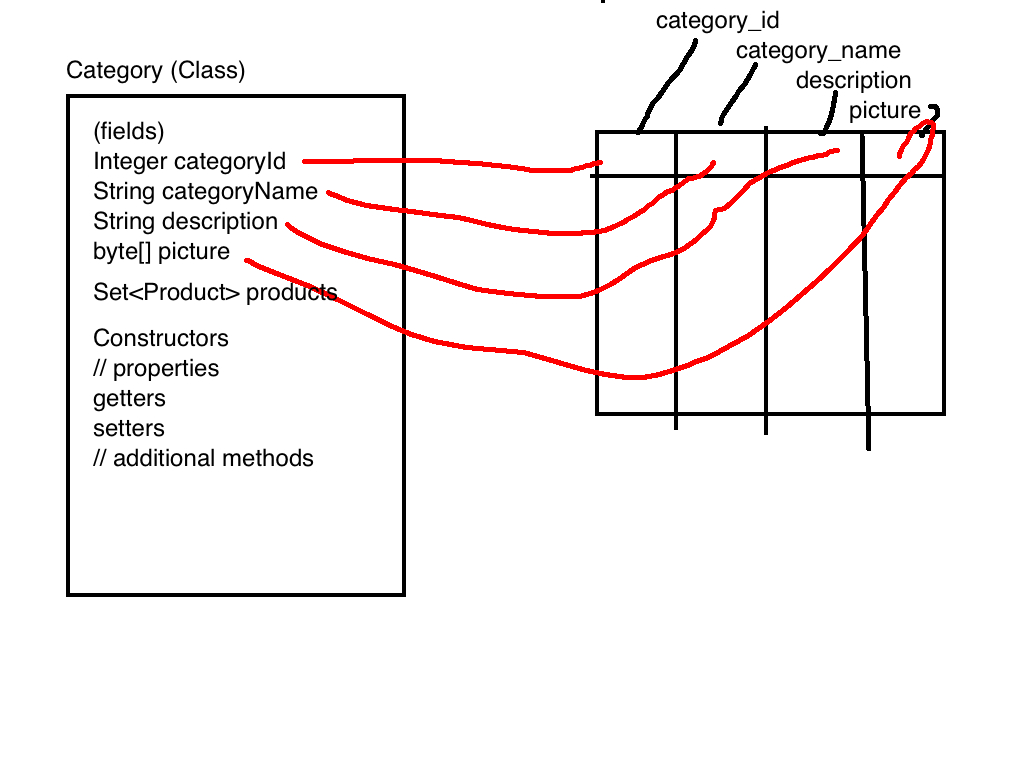 category_id
category_name
description
picture
Category (Class)
(fields)
Integer categoryId
String categoryName
String description
byte[] picture
Set<Product> products
Constructors
// properties
getters
setters
// additional methods